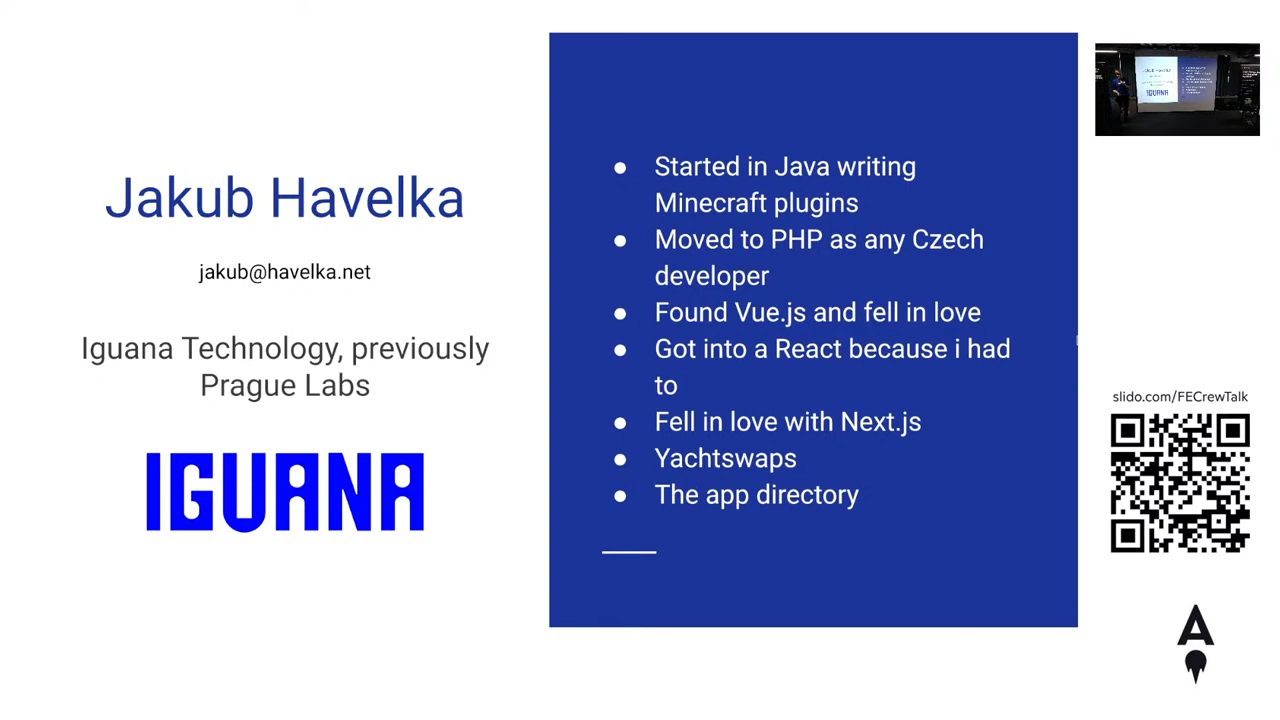 Jakub Havelka
jakub@havelka.net
Iguana Technology, previously
Prague Labs
IGUANA
● Started in Java writing
Minecraft plugins
● Moved to PHP as any Czech
developer
● Found Vue.js and fell in love
● Got into a React because i had
to
● Fell in love with Next.js
● Yachtswaps
● The app directory
IGUANA
slido.com/FECrewTalk
A